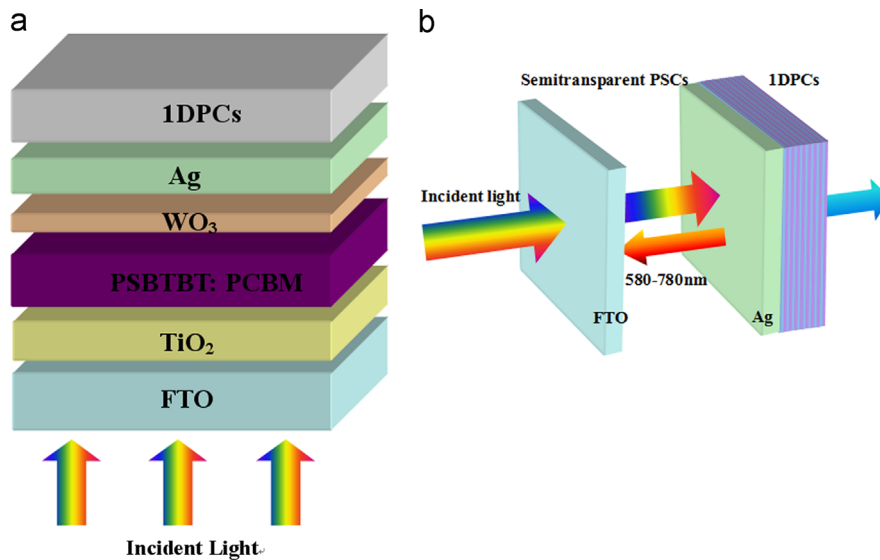 a
1DPCs
Ag
WO₃
PSBTBT: PCBM
TiO₂
FTO
Incident Light
b
Semitransparent PSCs
1DPCs
Incident light
580-780nm
FTO
Ag